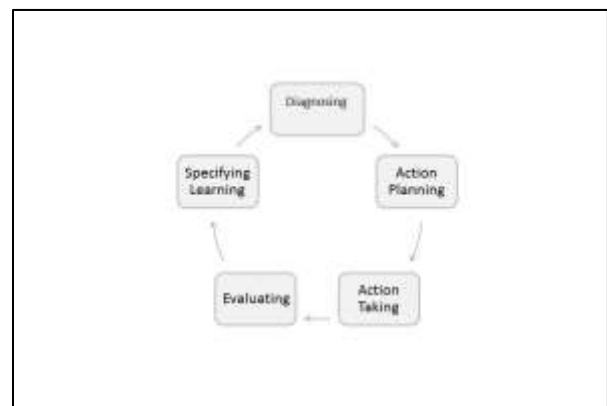 Diagnosing
Action
Planning
Action
Taking
Evaluating
Specifying
Learning